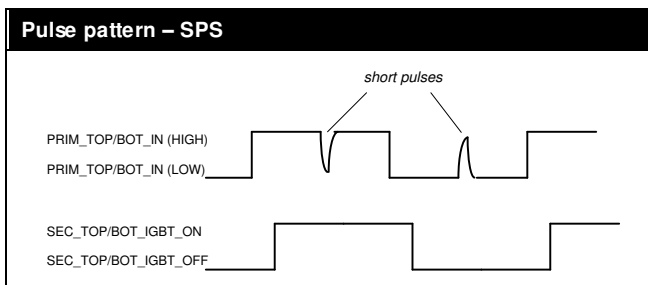 Pulse pattern – SPS
short pulses
PRIM_TOP/BOT_IN (HIGH)
PRIM_TOP/BOT_IN (LOW)
SEC_TOP/BOT_IGBT_ON
SEC_TOP/BOT_IGBT_OFF